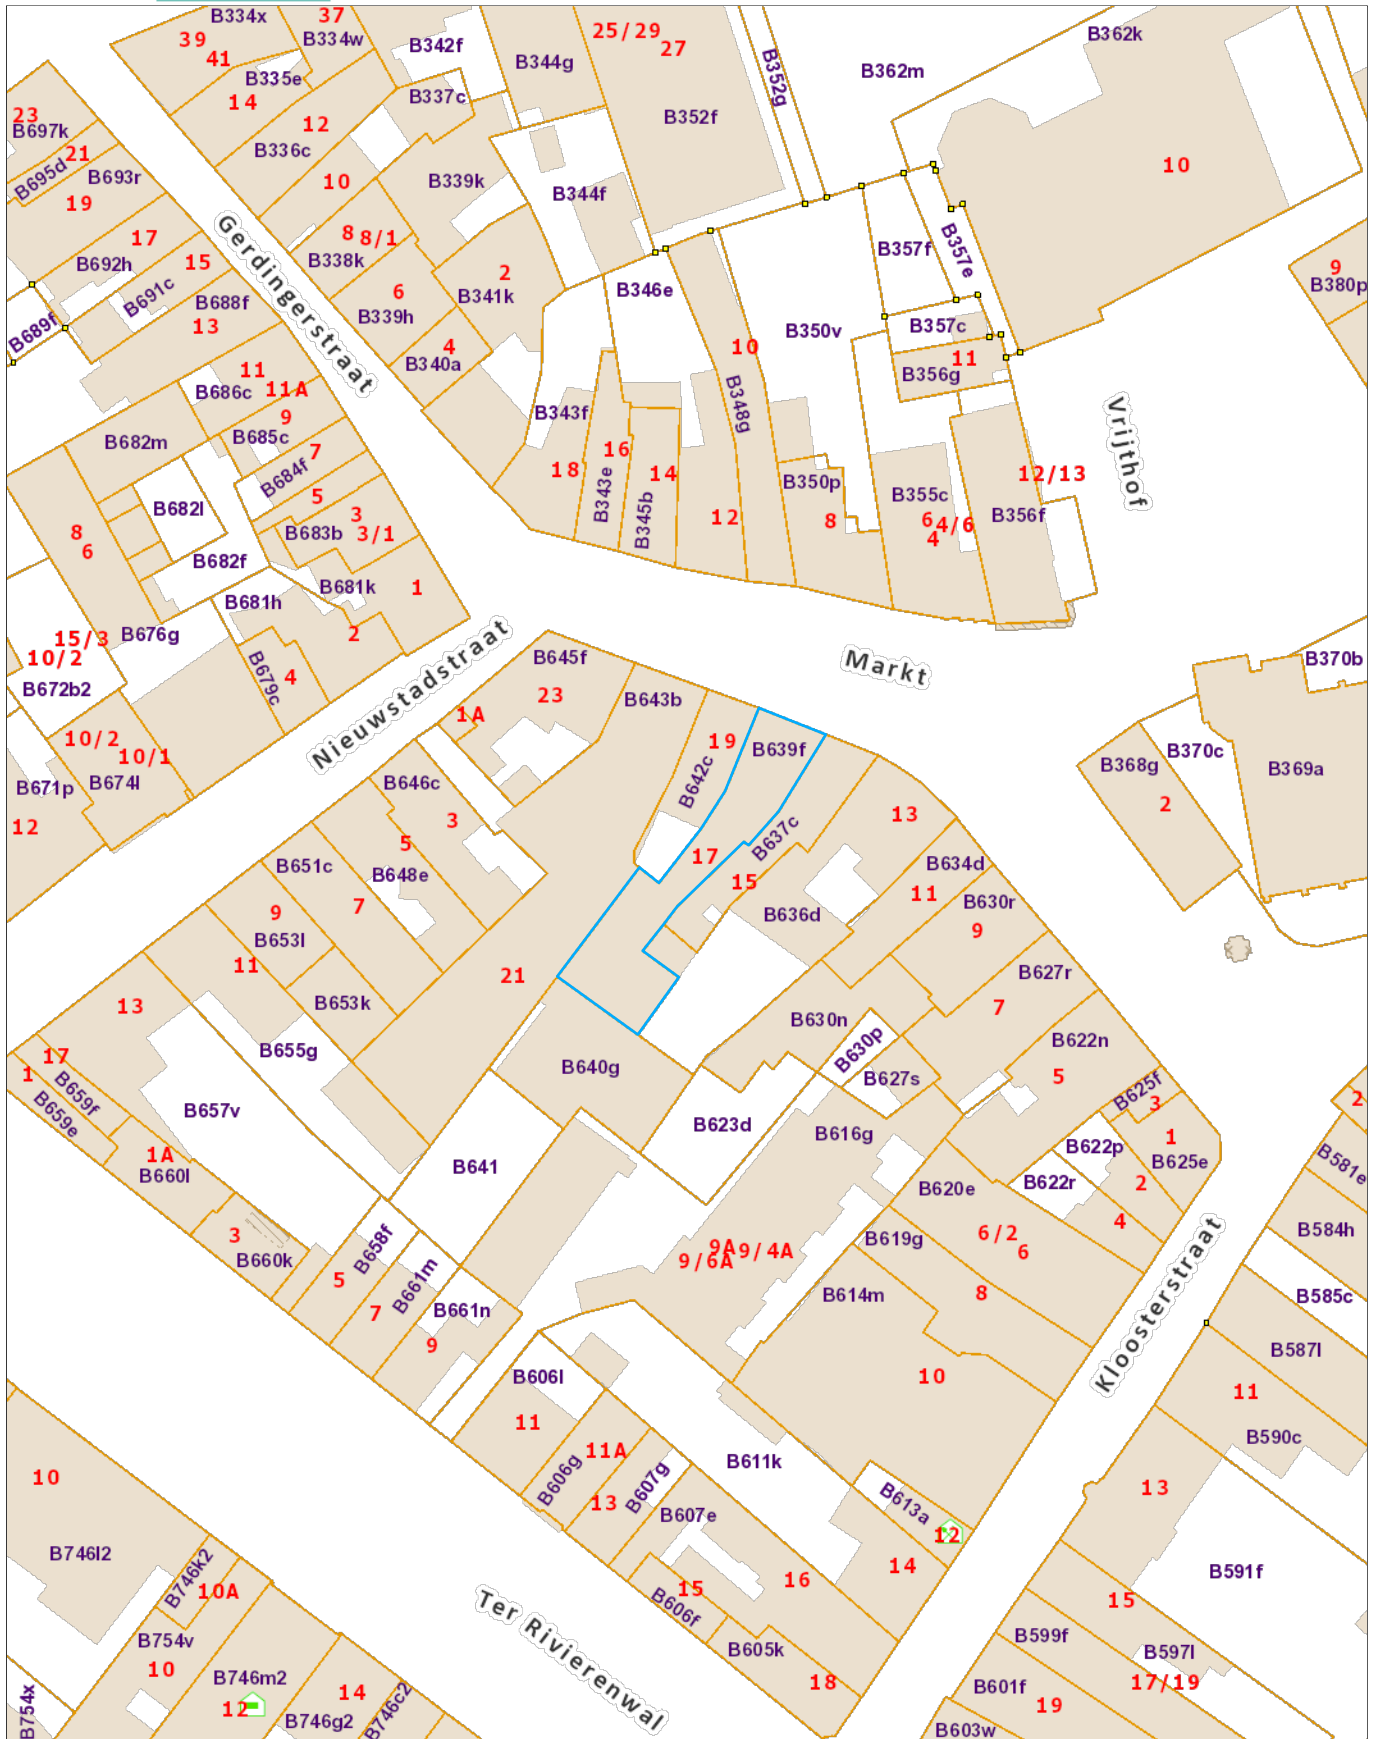 B334x
37
B334w
39
41
B335e
14
B342f
B344g
25/29
27
B352g
B362m
B362k
B337c
B352f
12
B336c
23
B697k
21
B695d
B693r
19
10
B339k
B344f
10
17
B692h
15
B691c
8
8/1
B338k
2
B341k
B346e
B357f
B357e
9
B380p
Gerdingerstraat
6
B339h
B688f
13
B689f
B350v
B357c
4
B340a
10
11
B356g
11
11A
B686c
B348g
B343f
9
B685c
B682m
7
B684f
18
16
B343e
14
B345b
12
B350p
8
B355c
6
4/6
4
12/13
B356f
Vrijthof
B682l
5
3
3/1
B683b
8
6
B682f
B681k
1
B681h
2
B676g
15/3
10/2
B672b2
B679c
4
Nieuwstadstraat
B645f
23
Markt
B370b
1A
B643b
19
B642c
B639f
10/2
10/1
B674l
B671p
12
B370c
B368g
2
B369a
B646c
3
5
13
17
B637c
15
B651c
B648e
7
B634d
11
B630r
9
B636d
9
B653l
11
21
B627r
7
B653k
13
B655g
B630n
B630p
B622n
5
17
1
B659f
B659e
B657v
B640g
B627s
B625f
3
B623d
B616g
2
1A
B660l
B641
B622p
1
B625e
B622r
2
B620e
4
B581e
B584h
3
B660k
B658f
5
B661m
7
B661n
9
9A
9/4A
9/6A
B619g
6/2
6
8
B614m
B585c
Kloosterstraat
B587l
B606l
11
10
11
B590c
11A
B606g
13
B607g
B611k
13
10
B607e
B613a
12
14
B746l2
B746k2
10A
16
15
B606f
B591f
15
B605k
Ter Rivierenwal
B754v
10
B599f
B597l
17/19
18
B746m2
12
14
B746g2
B746c2
B754x
B601f
19
B603w